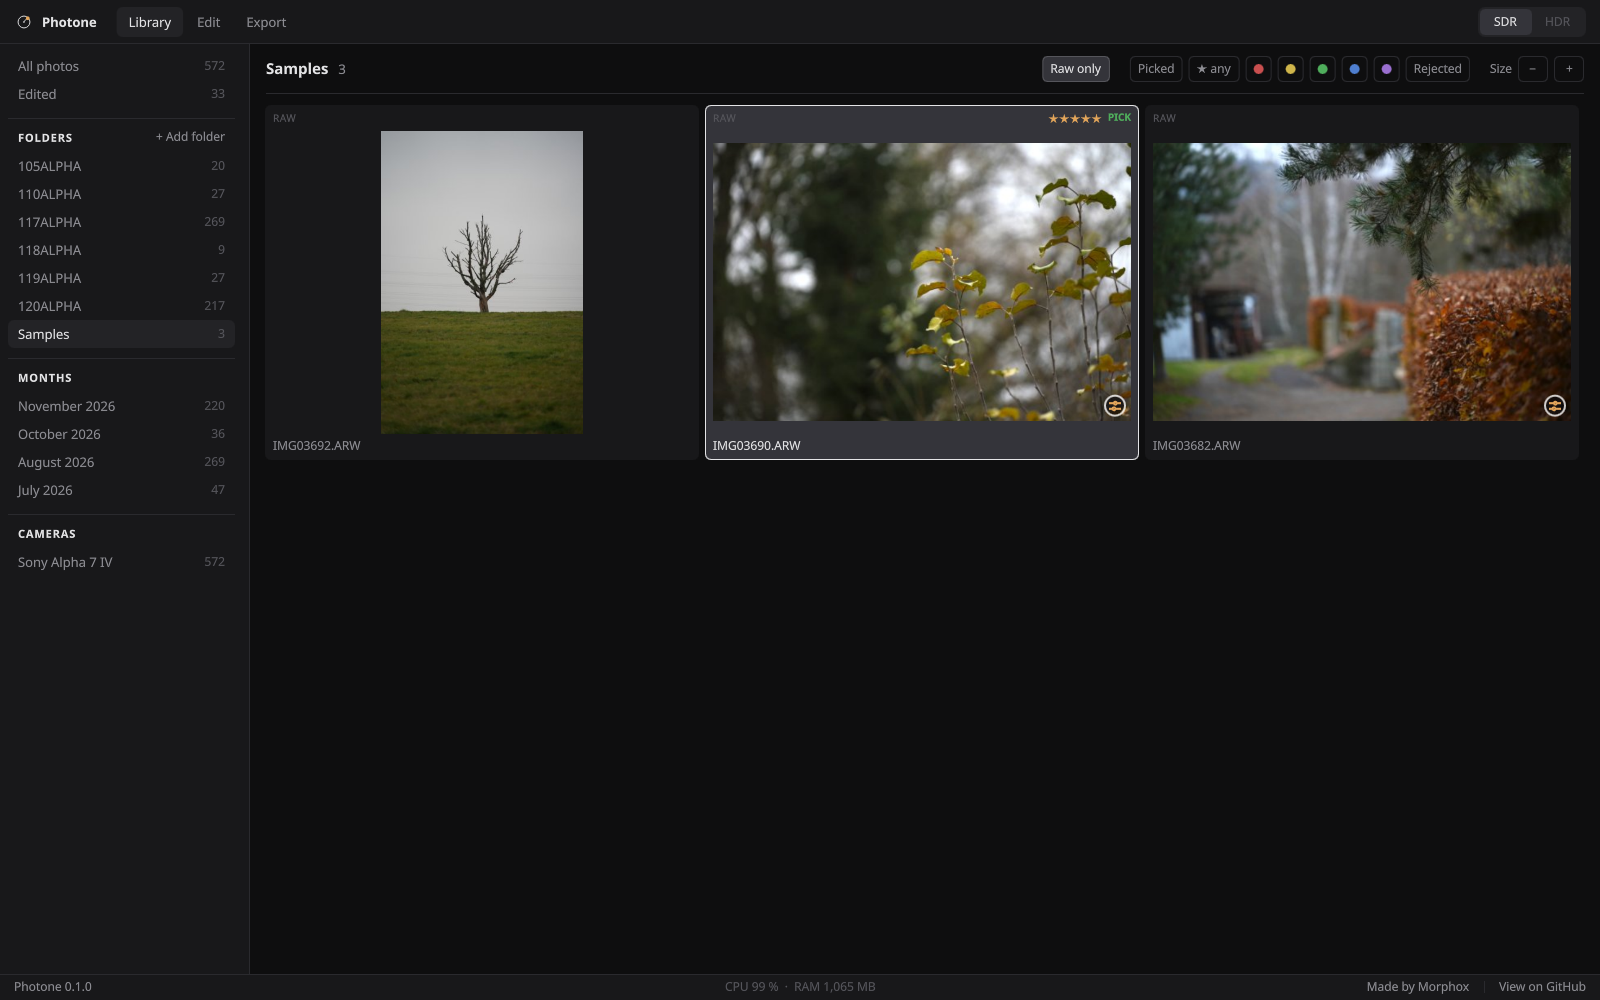 Photone Library Edit Export SDR HDR
All photos 572
Edited 33
FOLDERS + Add folder
105ALPHA 20
110ALPHA 27
117ALPHA 269
118ALPHA 9
119ALPHA 27
120ALPHA 217
Samples 3
MONTHS
November 2026 220
October 2026 36
August 2026 269
July 2026 47
CAMERAS
Sony Alpha 7 IV 572
Samples 3 Raw only Picked ★ any Rejected Size − +
RAW
IMG03692.ARW
RAW ★★★★★ PICK
IMG03690.ARW
RAW
IMG03682.ARW
Photone 0.1.0 CPU 99 % · RAM 1,065 MB Made by Morphox View on GitHub